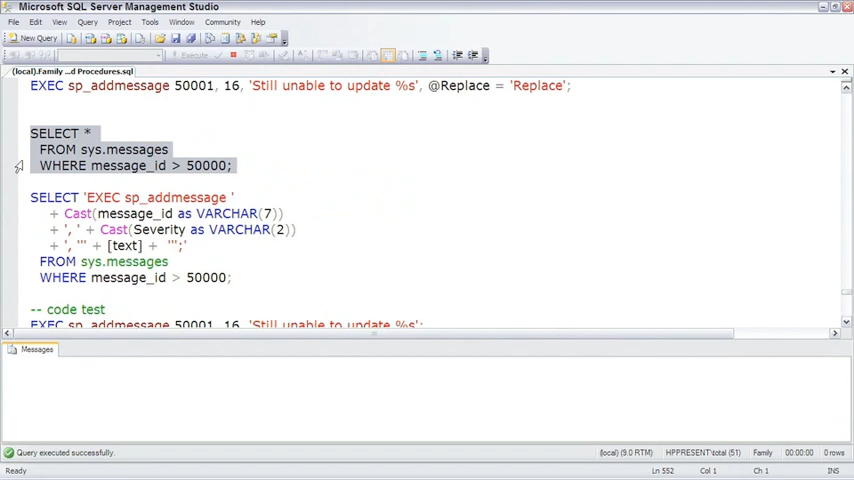 Microsoft SQL Server Management Studio
File Edit View Query Project Tools Window Community Help
New Query
Execute
(local).Family ...d Procedures.sql
EXEC sp_addmessage 50001, 16, 'Still unable to update %s', @Replace = 'Replace';
SELECT *
FROM sys.messages
WHERE message_id > 50000;
SELECT 'EXEC sp_addmessage '
+ Cast(message_id as VARCHAR(7))
+ ', ' + Cast(Severity as VARCHAR(2))
+ ', ''' + [text] + ''';'
FROM sys.messages
WHERE message_id > 50000;
-- code test
EXEC sp_addmessage 50001, 16, 'Still unable to update %s';
Messages
Query executed successfully. (local) (9.0 RTM) HPPRESENT\total (51) Family 00:00:00 0 rows
Ready Ln 552 Col 1 Ch 1 INS